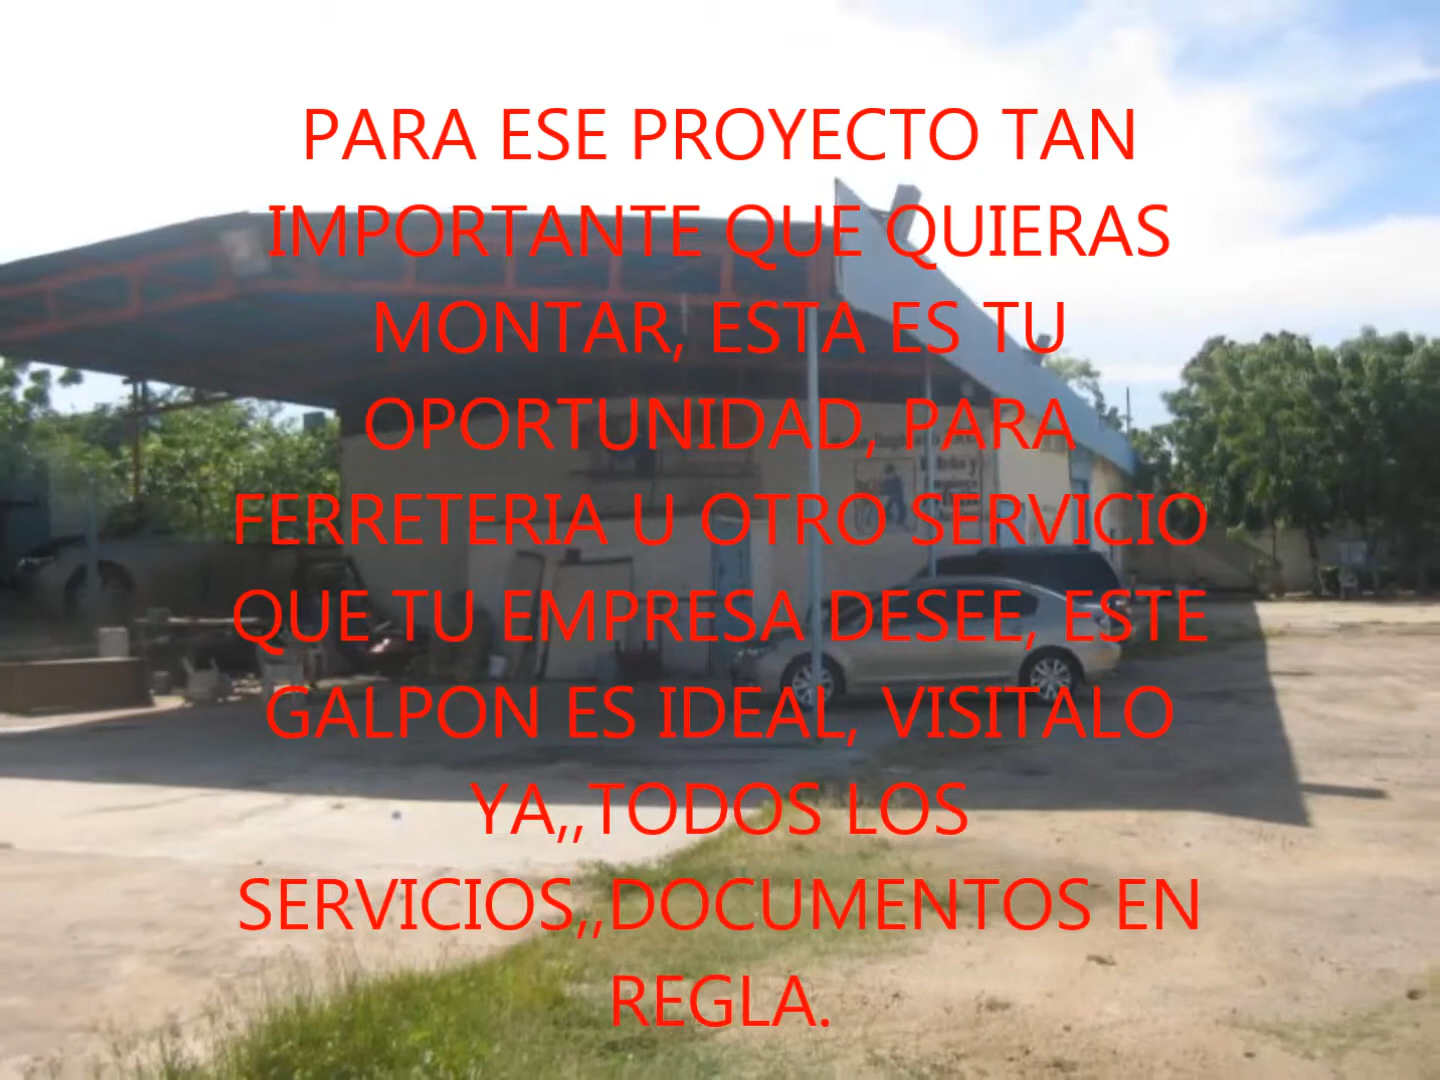 PARA ESE PROYECTO TAN
IMPORTANTE QUE QUIERAS
MONTAR, ESTA ES TU
OPORTUNIDAD, PARA
FERRETERIA U OTRO SERVICIO
QUE TU EMPRESA DESEE, ESTE
GALPON ES IDEAL, VISITALO
YA,,TODOS LOS
SERVICIOS,,DOCUMENTOS EN
REGLA.